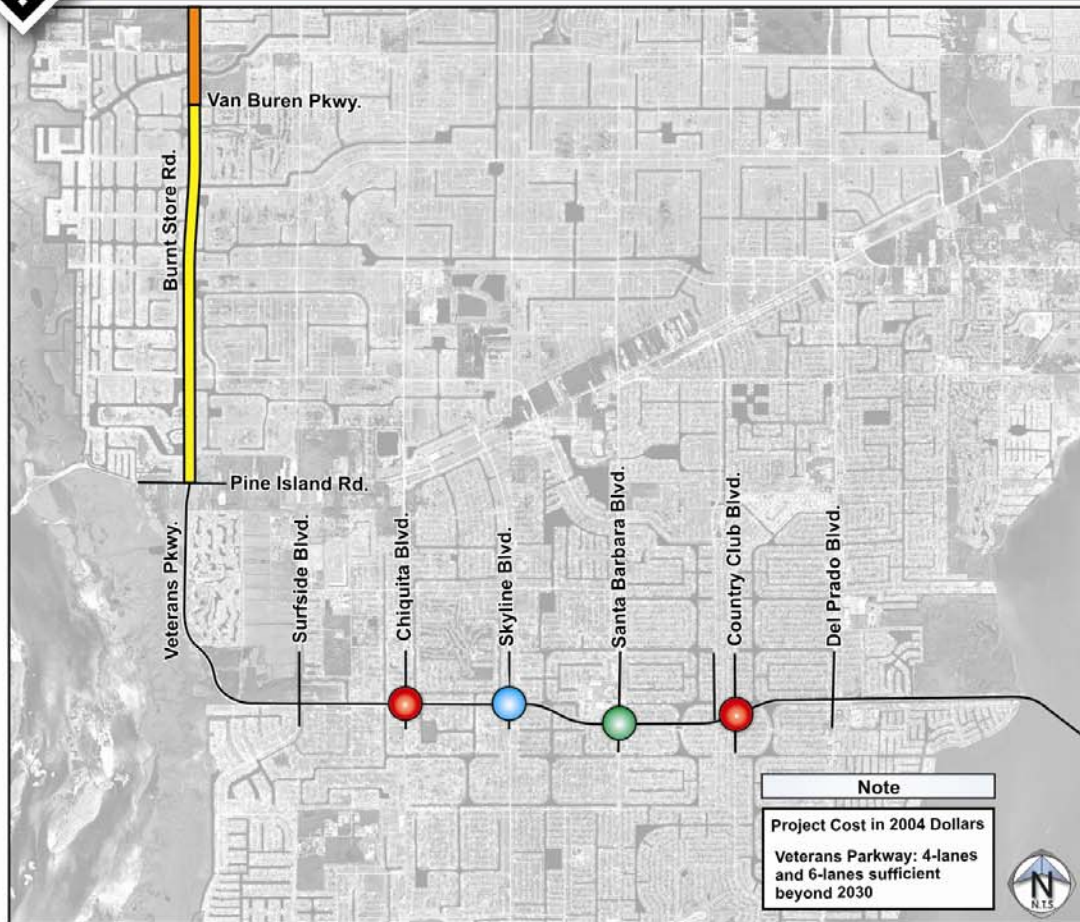 Van Buren Pkwy.
Burnt Store Rd.
Pine Island Rd.
Veterans Pkwy.
Surfside Blvd.
Chiquita Blvd.
Skyline Blvd.
Santa Barbara Blvd.
Country Club Blvd.
Del Prado Blvd.
Note
Project Cost in 2004 Dollars
Veterans Parkway: 4-lanes
and 6-lanes sufficient
beyond 2030
N
N.T.S